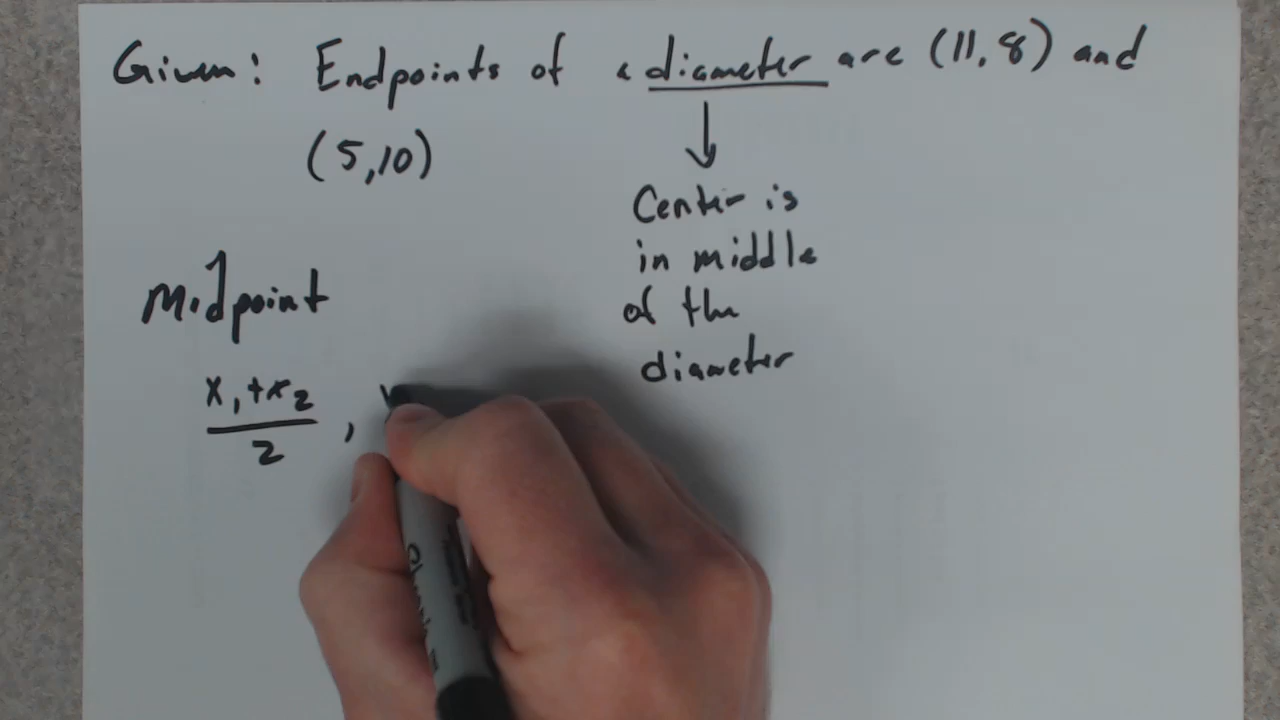 Given: Endpoints of a diameter are (11, 8) and
(5,10)
Center is
in middle
of the
diameter
Midpoint
x₁+x₂
2
,
Sharpie